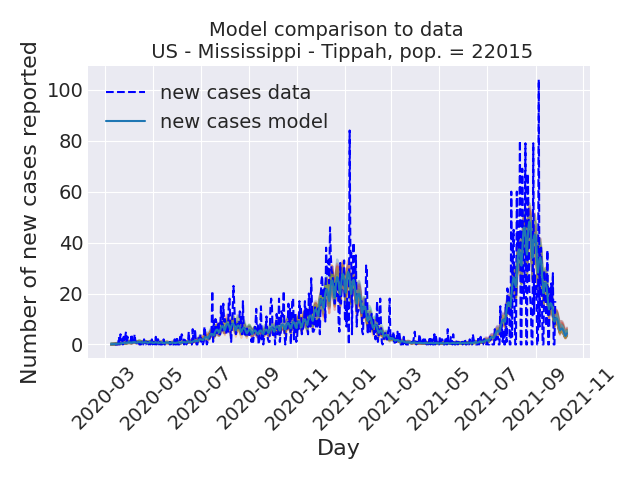 Model comparison to data
US - Mississippi - Tippah, pop. = 22015
Number of new cases reported
100
80
60
40
20
0
new cases data
new cases model
2020-03
2020-05
2020-07
2020-09
2020-11
2021-01
2021-03
2021-05
2021-07
2021-09
2021-11
Day